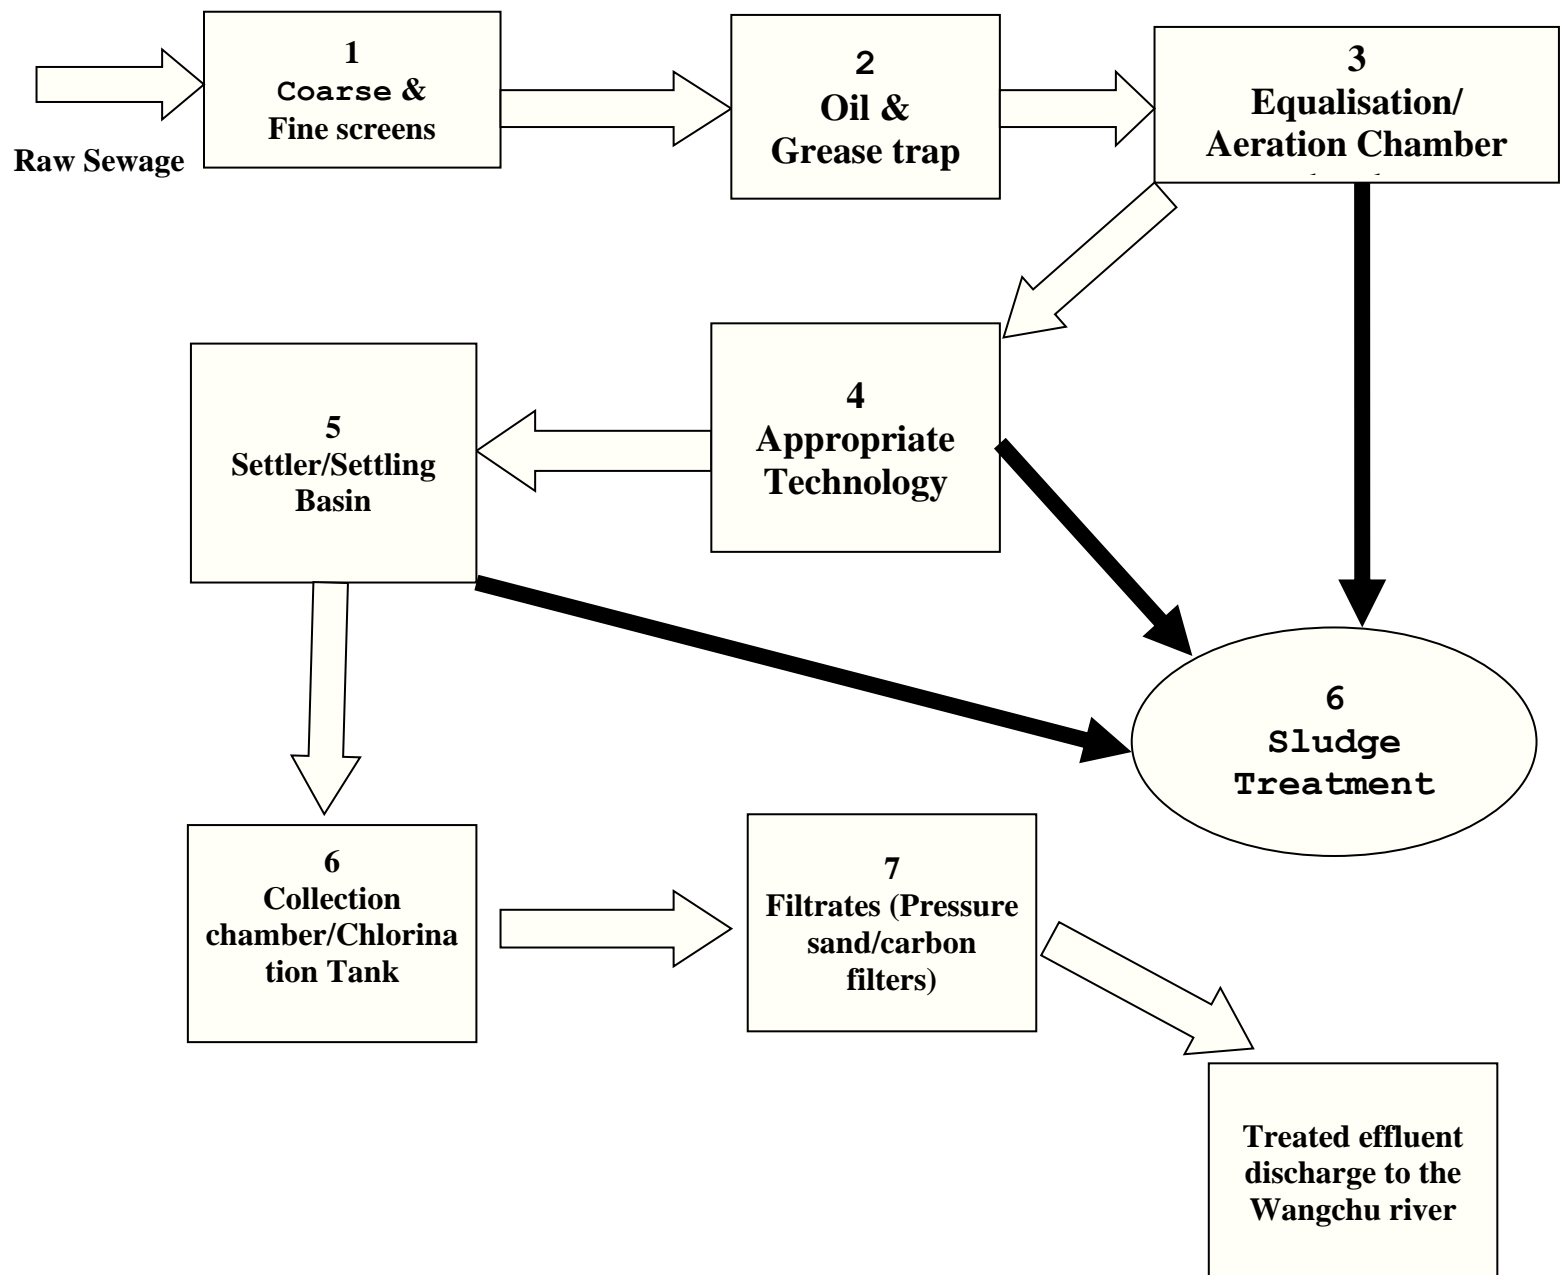 1
Coarse &
Fine screens
2
Oil &
Grease trap
3
Equalisation/
Aeration Chamber
Raw Sewage
4
Appropriate
Technology
5
Settler/Settling
Basin
6
Sludge
Treatment
6
Collection
chamber/Chlorina
tion Tank
7
Filtrates (Pressure
sand/carbon
filters)
Treated effluent
discharge to the
Wangchu river